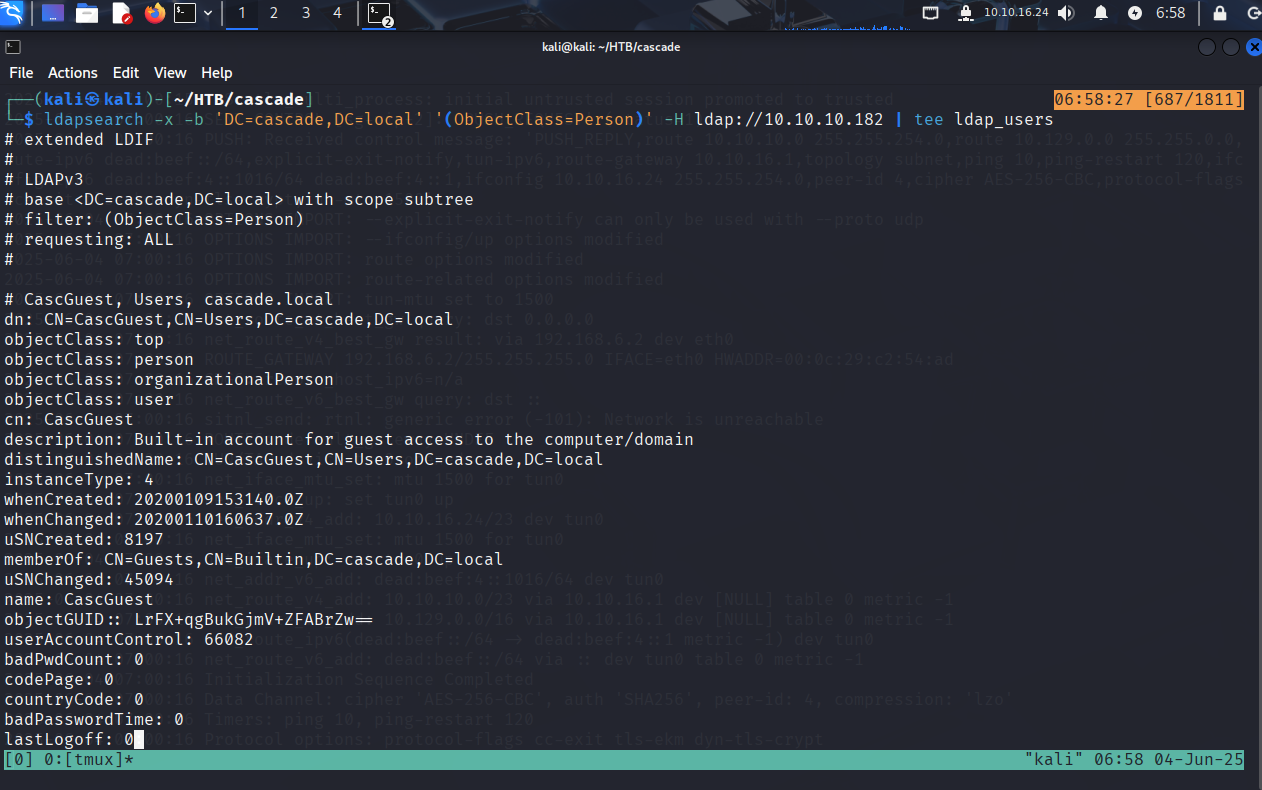 1 2 3 4 2 10.10.16.24 6:58
kali@kali: ~/HTB/cascade
File Actions Edit View Help
┌──(kali㉿kali)-[~/HTB/cascade] 06:58:27 [687/1811]
└─$ ldapsearch -x -b 'DC=cascade,DC=local' '(ObjectClass=Person)' -H ldap://10.10.10.182 | tee ldap_users
# extended LDIF
#
# LDAPv3
# base <DC=cascade,DC=local> with scope subtree
# filter: (ObjectClass=Person)
# requesting: ALL
#
# CascGuest, Users, cascade.local
dn: CN=CascGuest,CN=Users,DC=cascade,DC=local
objectClass: top
objectClass: person
objectClass: organizationalPerson
objectClass: user
cn: CascGuest
description: Built-in account for guest access to the computer/domain
distinguishedName: CN=CascGuest,CN=Users,DC=cascade,DC=local
instanceType: 4
whenCreated: 20200109153140.0Z
whenChanged: 20200110160637.0Z
uSNCreated: 8197
memberOf: CN=Guests,CN=Builtin,DC=cascade,DC=local
uSNChanged: 45094
name: CascGuest
objectGUID:: LrFX+qgBukGjmV+ZFABrZw==
userAccountControl: 66082
badPwdCount: 0
codePage: 0
countryCode: 0
badPasswordTime: 0
lastLogoff: 0
[0] 0:[tmux]* "kali" 06:58 04-Jun-25